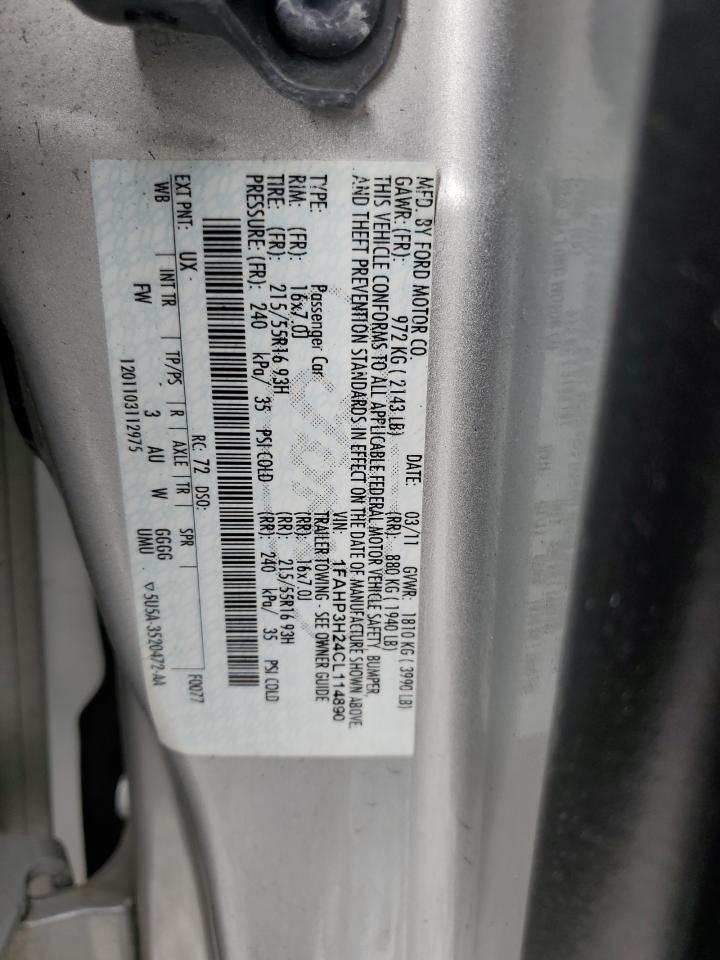 MFD. BY FORD MOTOR CO.
DATE: 03/11 GVWR: 1810 KG ( 3990 LB)
GAWR: (FR): 972 KG ( 2143 LB) (RR): 880 KG ( 1940 LB)
THIS VEHICLE CONFORMS TO ALL APPLICABLE FEDERAL MOTOR VEHICLE SAFETY, BUMPER,
AND THEFT PREVENTION STANDARDS IN EFFECT ON THE DATE OF MANUFACTURE SHOWN ABOVE.
VIN: 1FAHP3H24CL114890
TYPE: Passenger Car TRAILER TOWING - SEE OWNER GUIDE
RIM: (FR): 16x7.0J (RR): 16x7.0J
TIRE: (FR): 215/55R16 93H (RR): 215/55R16 93H
PRESSURE: (FR): 240 kPa/ 35 PSI COLD (RR): 240 kPa/ 35 PSI COLD
F0077
EXT PNT: UX RC: 72 DSO:
WB INT TR TP/PS R AXLE TR SPR
FW 3 AU W GGGG
UMU
1201103112975
▽ 5U5A-3520472-AA